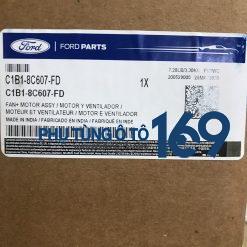 Ford
FORD PARTS
C1B1-8C607-FD
C1B1-8C607-FD
1X
FAN+ MOTOR ASSY / MOTOR Y VENTILADOR /
MOTEUR ET VENTILATEUR / MOTOR E VENTILADOR
MADE IN INDIA / FABRICADO EN INDIA / FABRIQUE EN INDE
PHỤ TÙNG Ô TÔ 169